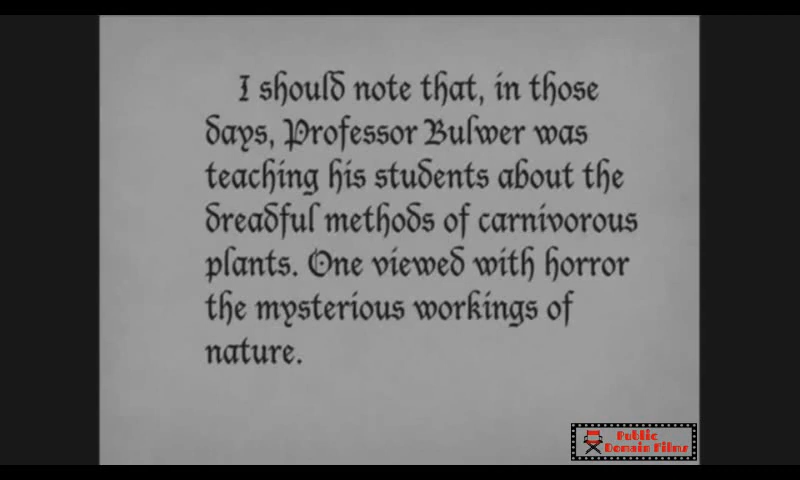 I should note that, in those
days, Professor Bulwer was
teaching his students about the
dreadful methods of carnivorous
plants. One viewed with horror
the mysterious workings of
nature.
Public
Domain Films